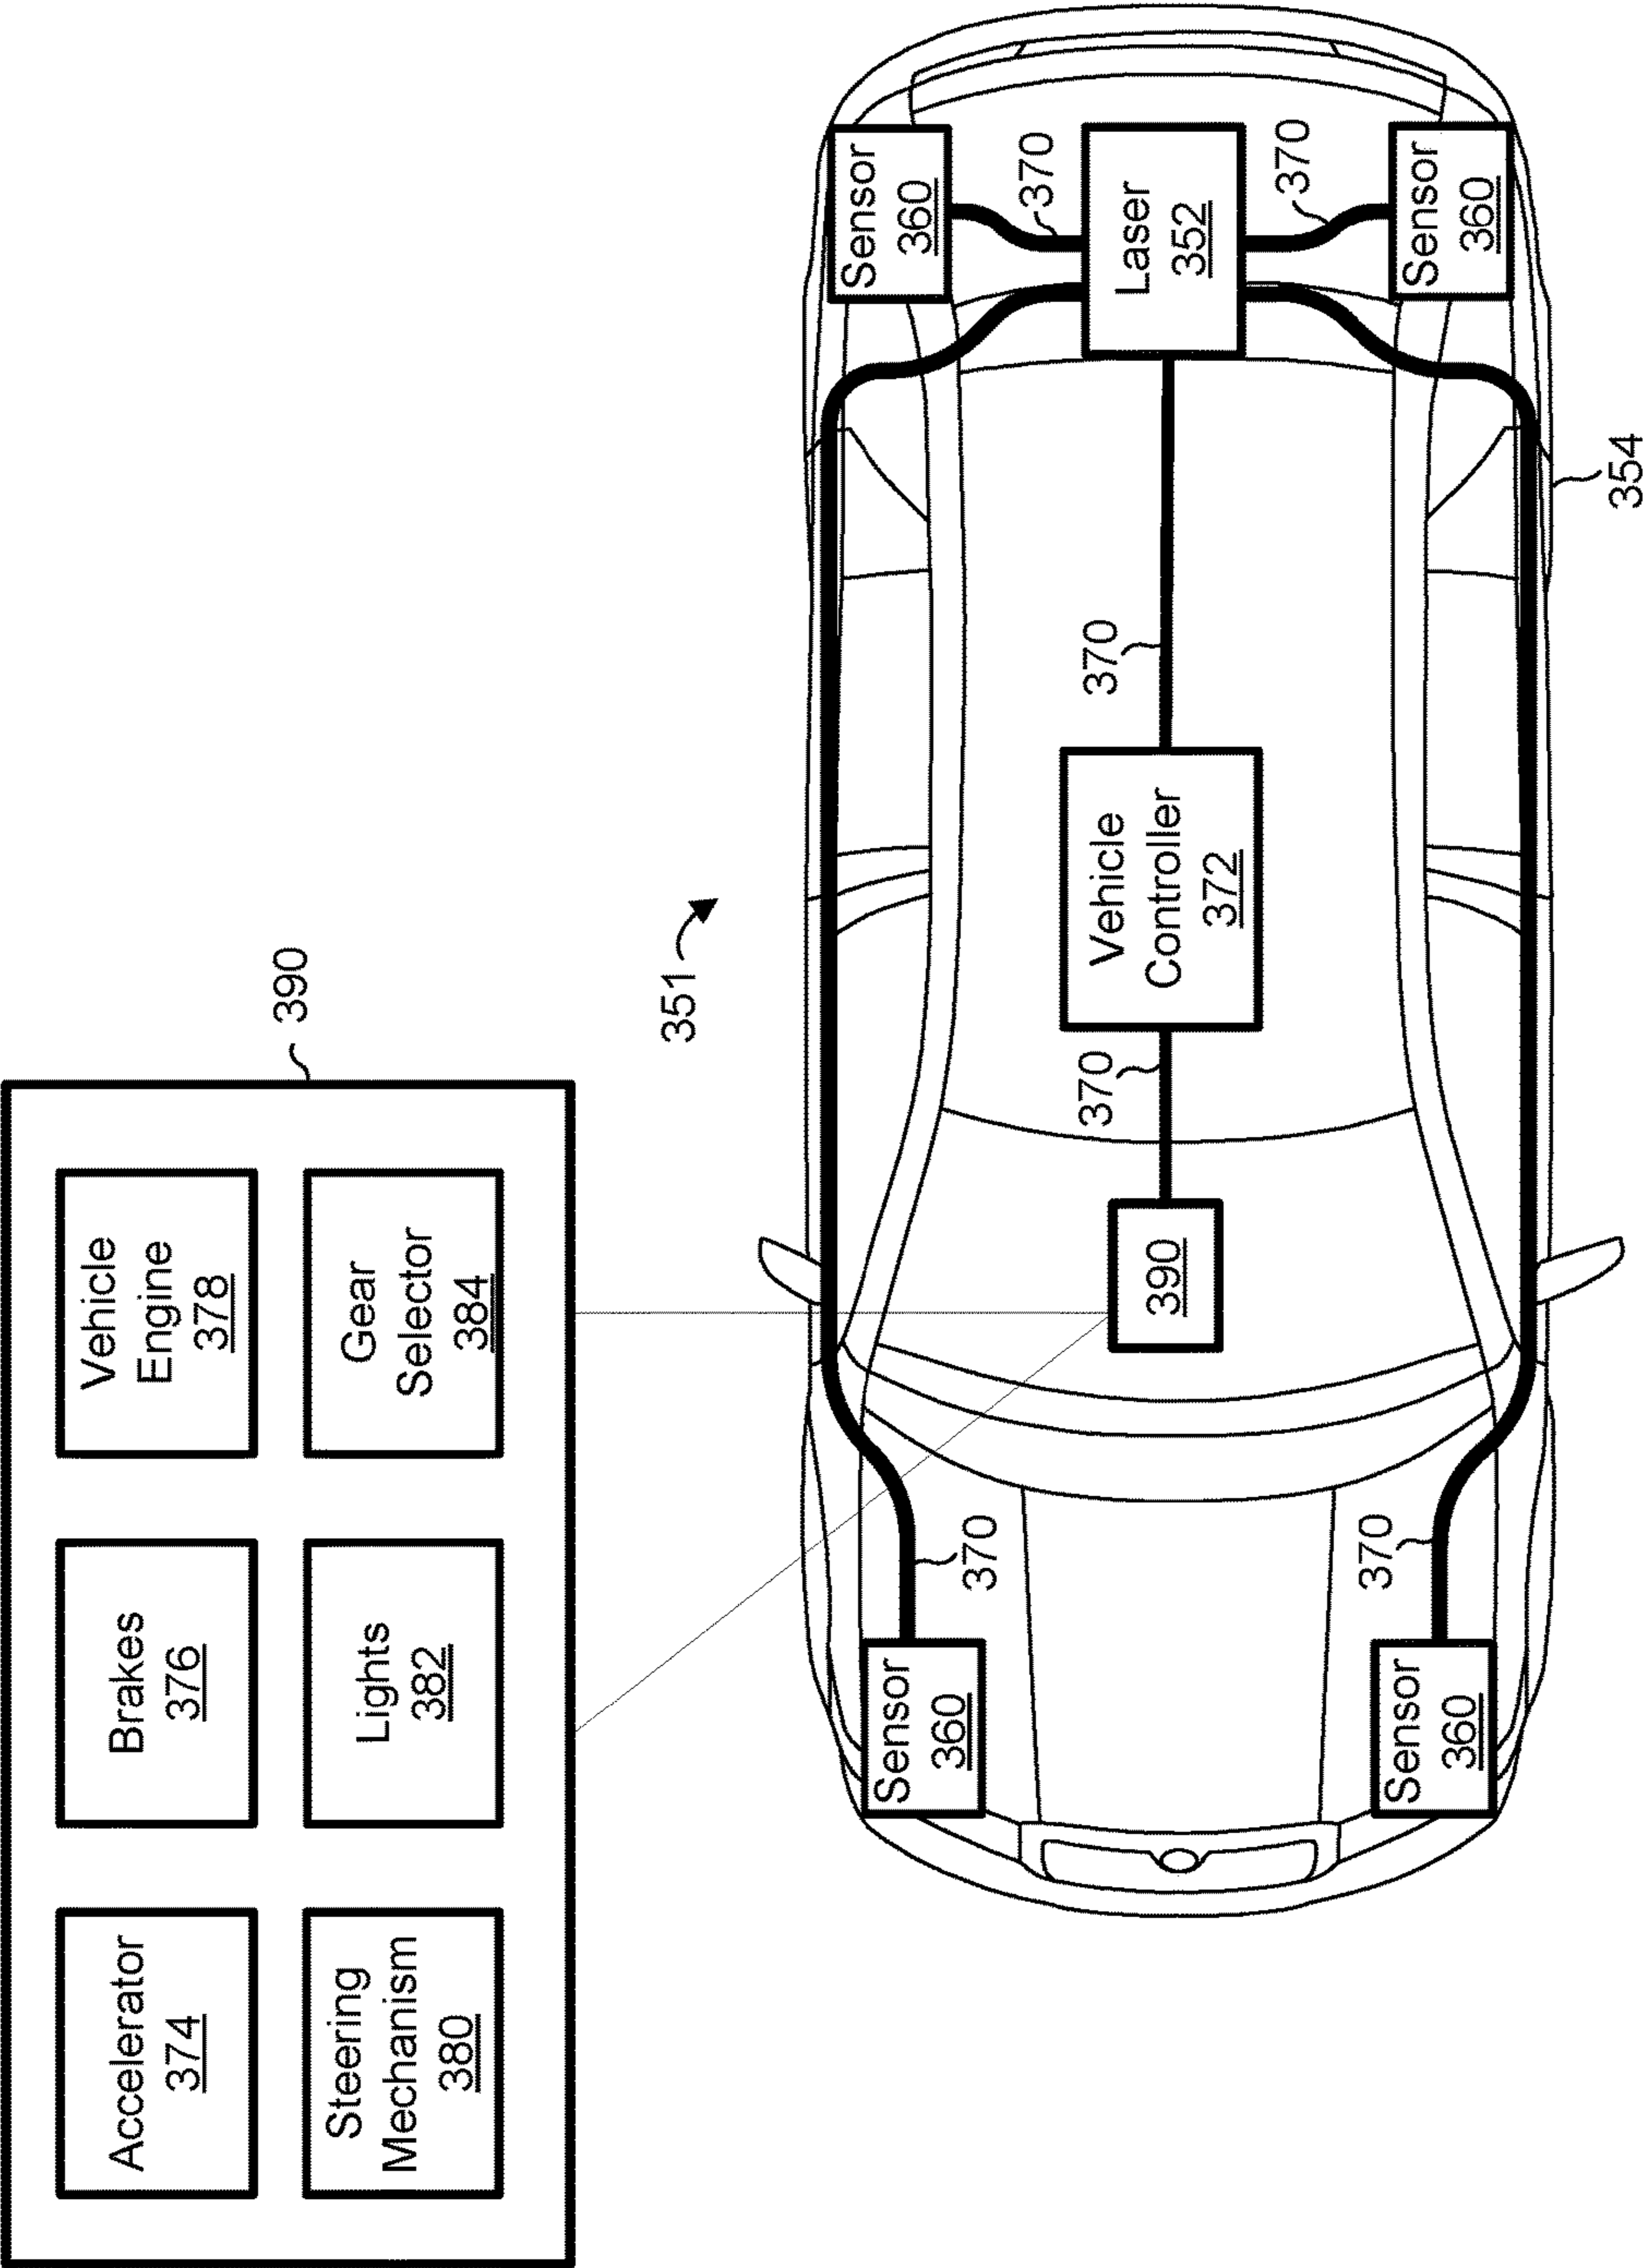 Accelerator
374
Brakes
376
Vehicle
Engine
378
Steering
Mechanism
380
Lights
382
Gear
Selector
384
390
351
Sensor
360
370
Sensor
360
370
390
370
Vehicle
Controller
372
370
Laser
352
370
Sensor
360
370
Sensor
360
354